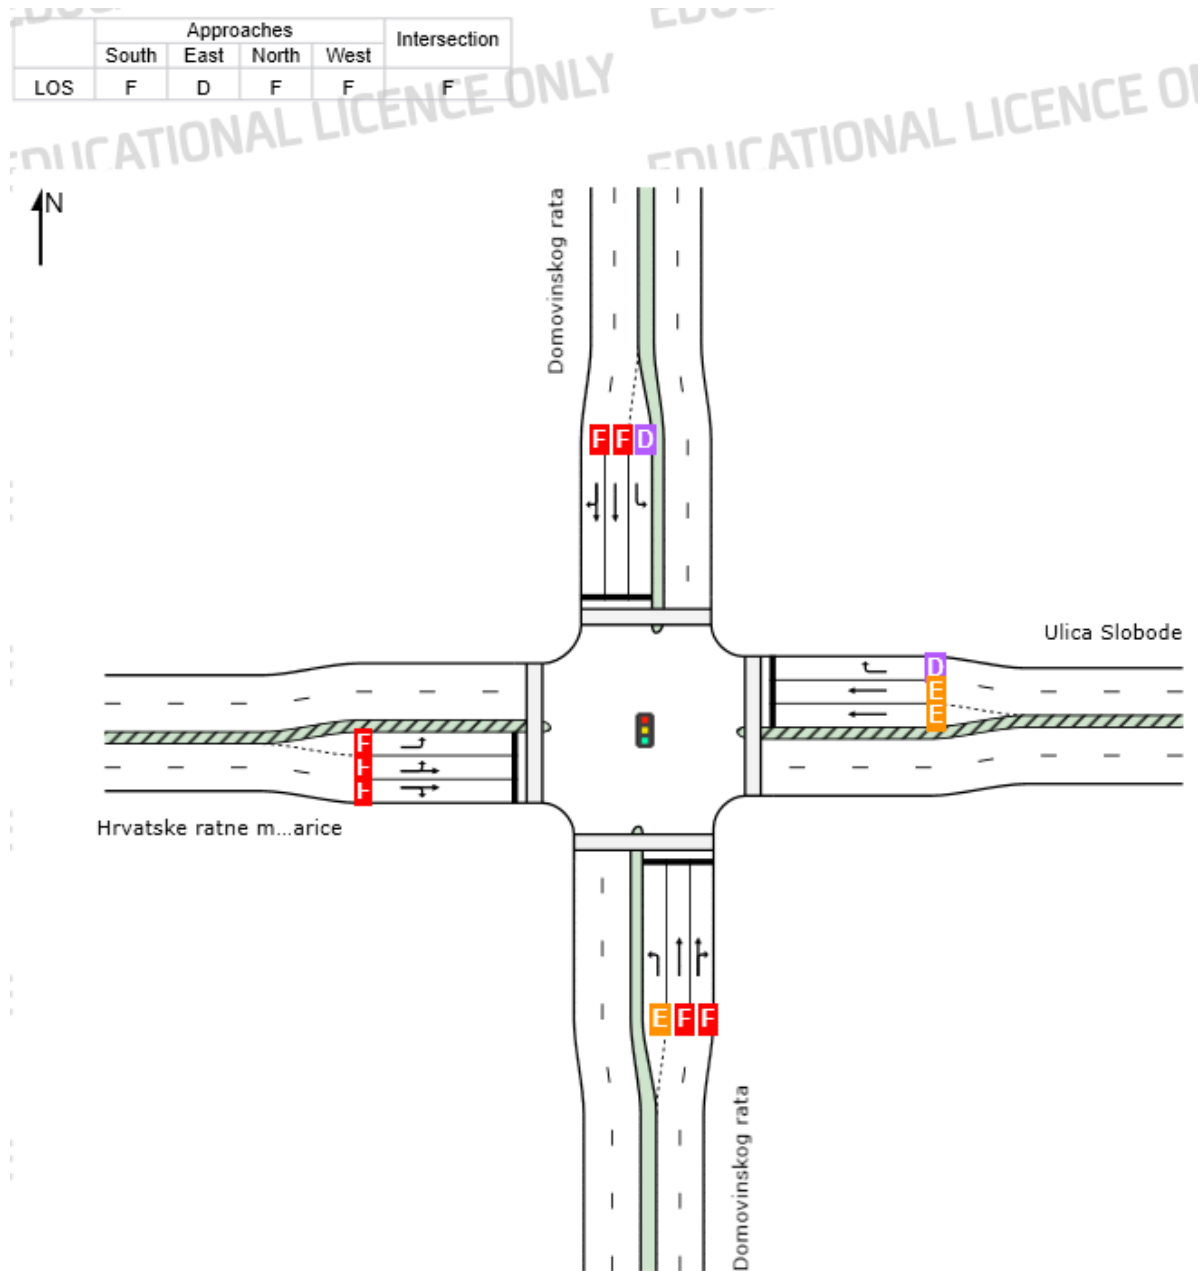 EDUCATIONAL LICENCE ONLY
Approaches
Intersection
South East North West
LOS F D F F F
EDUCATIONAL LICENCE ONLY
N
Domovinskog rata
F F D
Ulica Slobode
D
E
E
F
F
F
Hrvatske ratne m...arice
E F F
Domovinskog rata